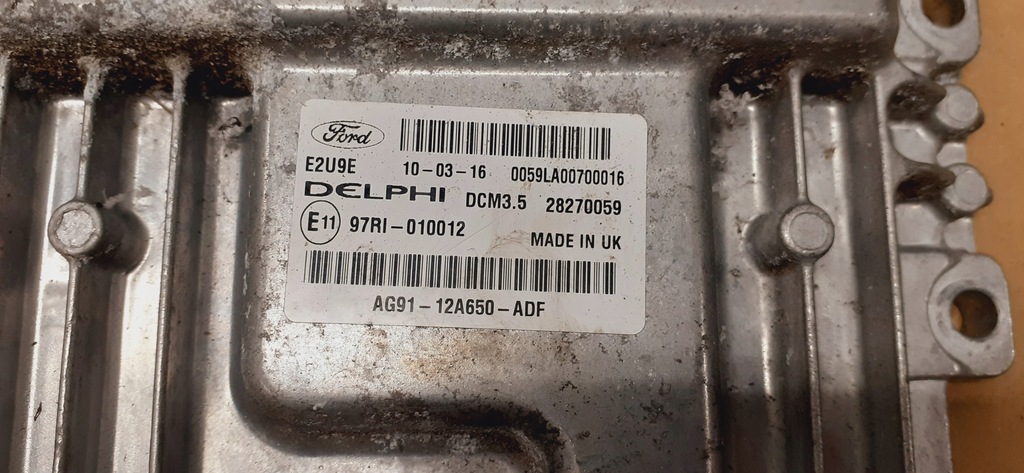 Ford
E2U9E 10-03-16 0059LA00700016
DELPHI DCM3.5 28270059
E11 97RI-010012 MADE IN UK
AG91-12A650-ADF